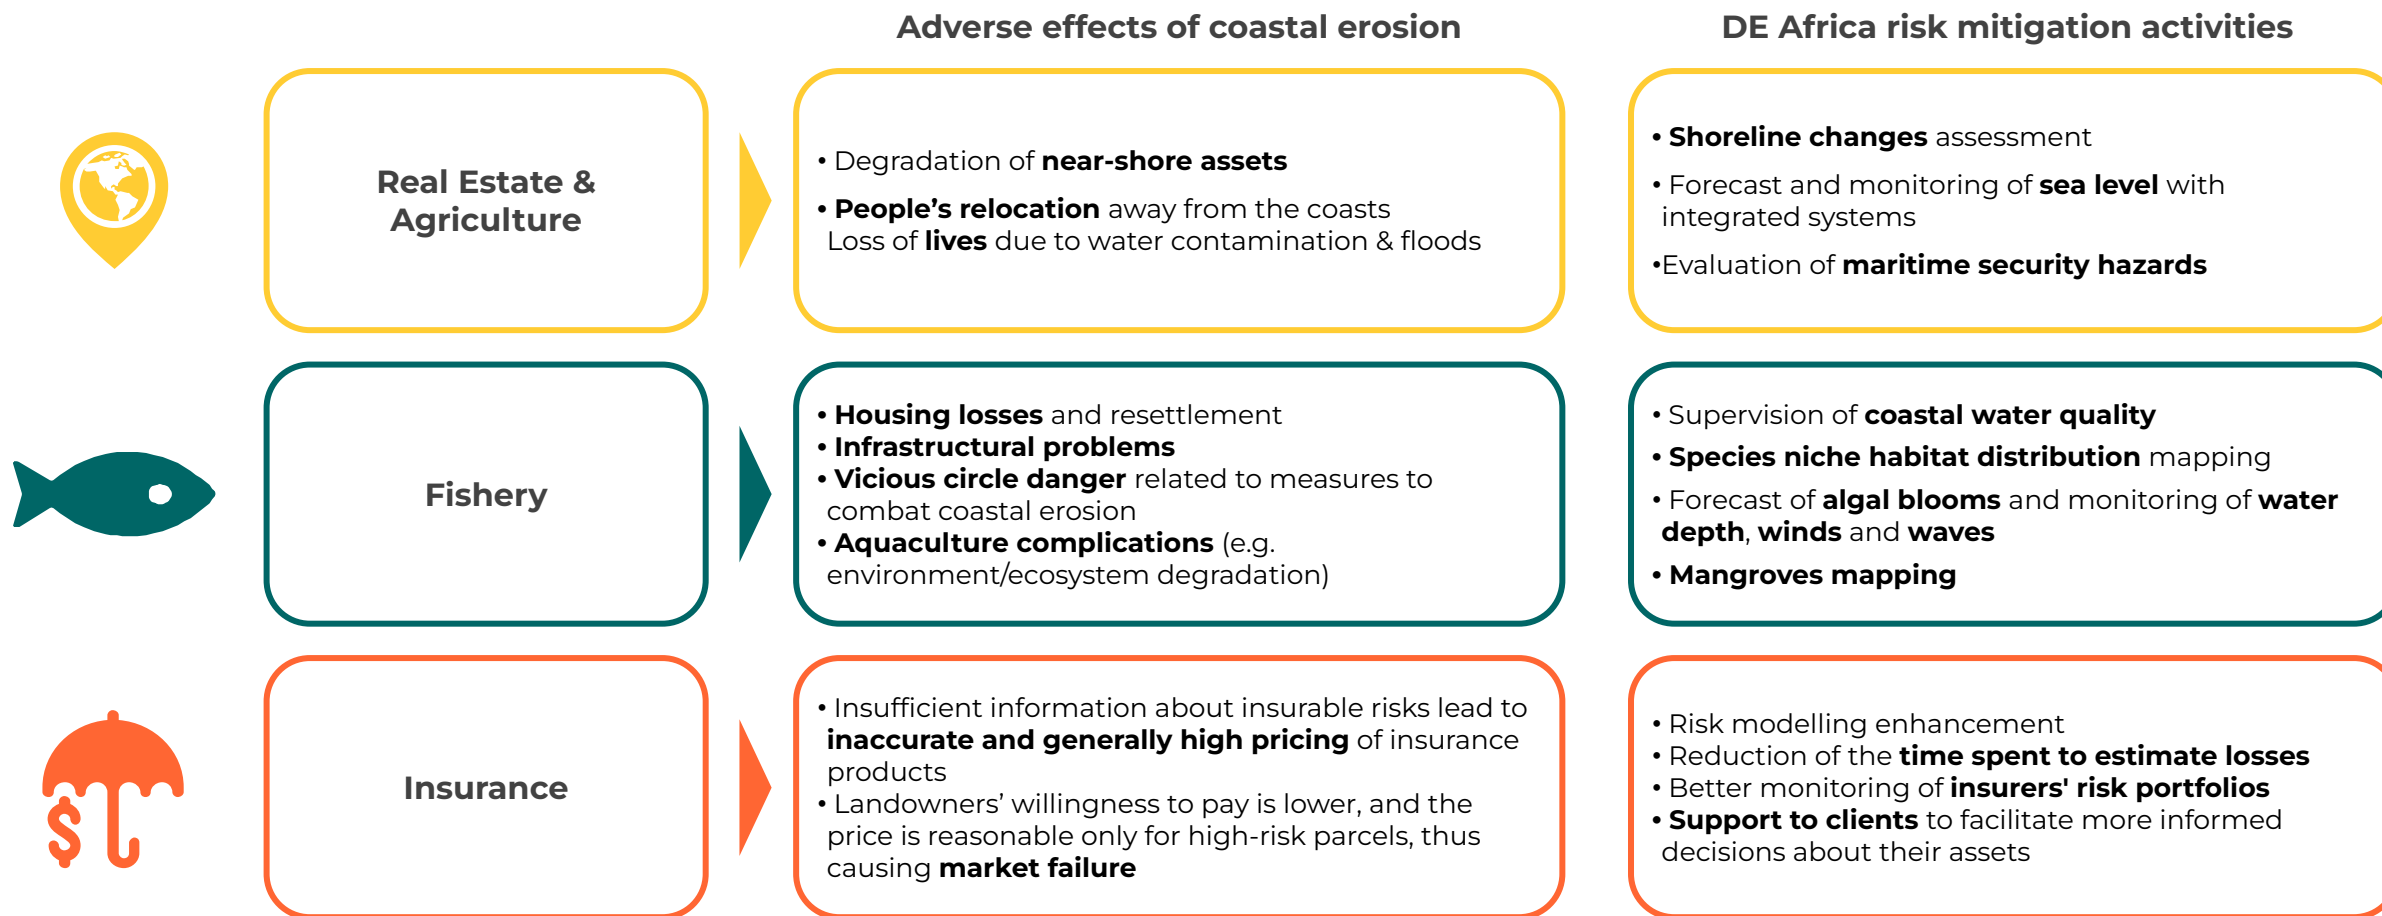 Adverse effects of coastal erosion
DE Africa risk mitigation activities
Real Estate &
Agriculture
• Degradation of near-shore assets
• People’s relocation away from the coasts
Loss of lives due to water contamination & floods
• Shoreline changes assessment
• Forecast and monitoring of sea level with
integrated systems
•Evaluation of maritime security hazards
Fishery
• Housing losses and resettlement
• Infrastructural problems
• Vicious circle danger related to measures to
combat coastal erosion
• Aquaculture complications (e.g.
environment/ecosystem degradation)
• Supervision of coastal water quality
• Species niche habitat distribution mapping
• Forecast of algal blooms and monitoring of water
depth, winds and waves
• Mangroves mapping
Insurance
• Insufficient information about insurable risks lead to
inaccurate and generally high pricing of insurance
products
• Landowners’ willingness to pay is lower, and the
price is reasonable only for high-risk parcels, thus
causing market failure
• Risk modelling enhancement
• Reduction of the time spent to estimate losses
• Better monitoring of insurers' risk portfolios
• Support to clients to facilitate more informed
decisions about their assets
$